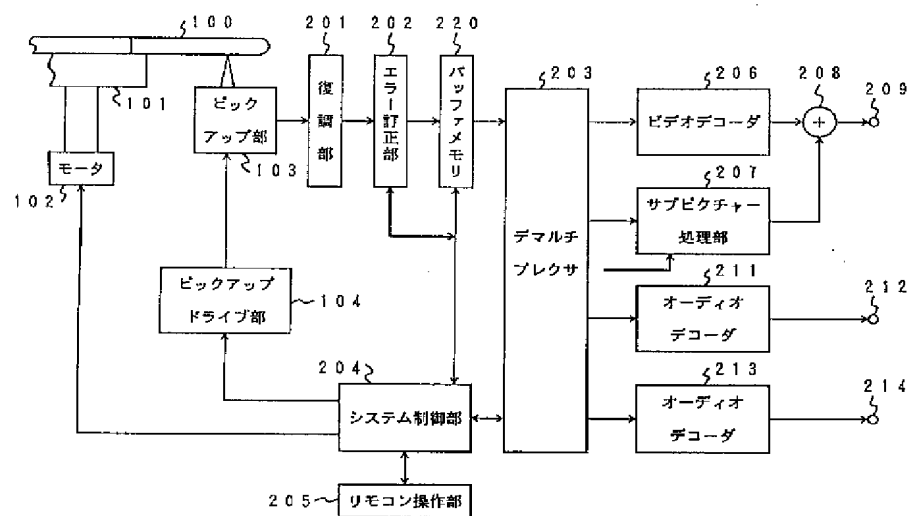 100
201
202
220
203
206
208
209
101
ピック
アップ部
103
復調部
エラー訂正部
バッファメモリ
ビデオデコーダ
モータ
102
207
サブピクチャー
処理部
デマルチ
プレクサ
ピックアップ
ドライブ部
104
211
オーディオ
デコーダ
212
204
システム制御部
213
オーディオ
デコーダ
214
205
リモコン操作部